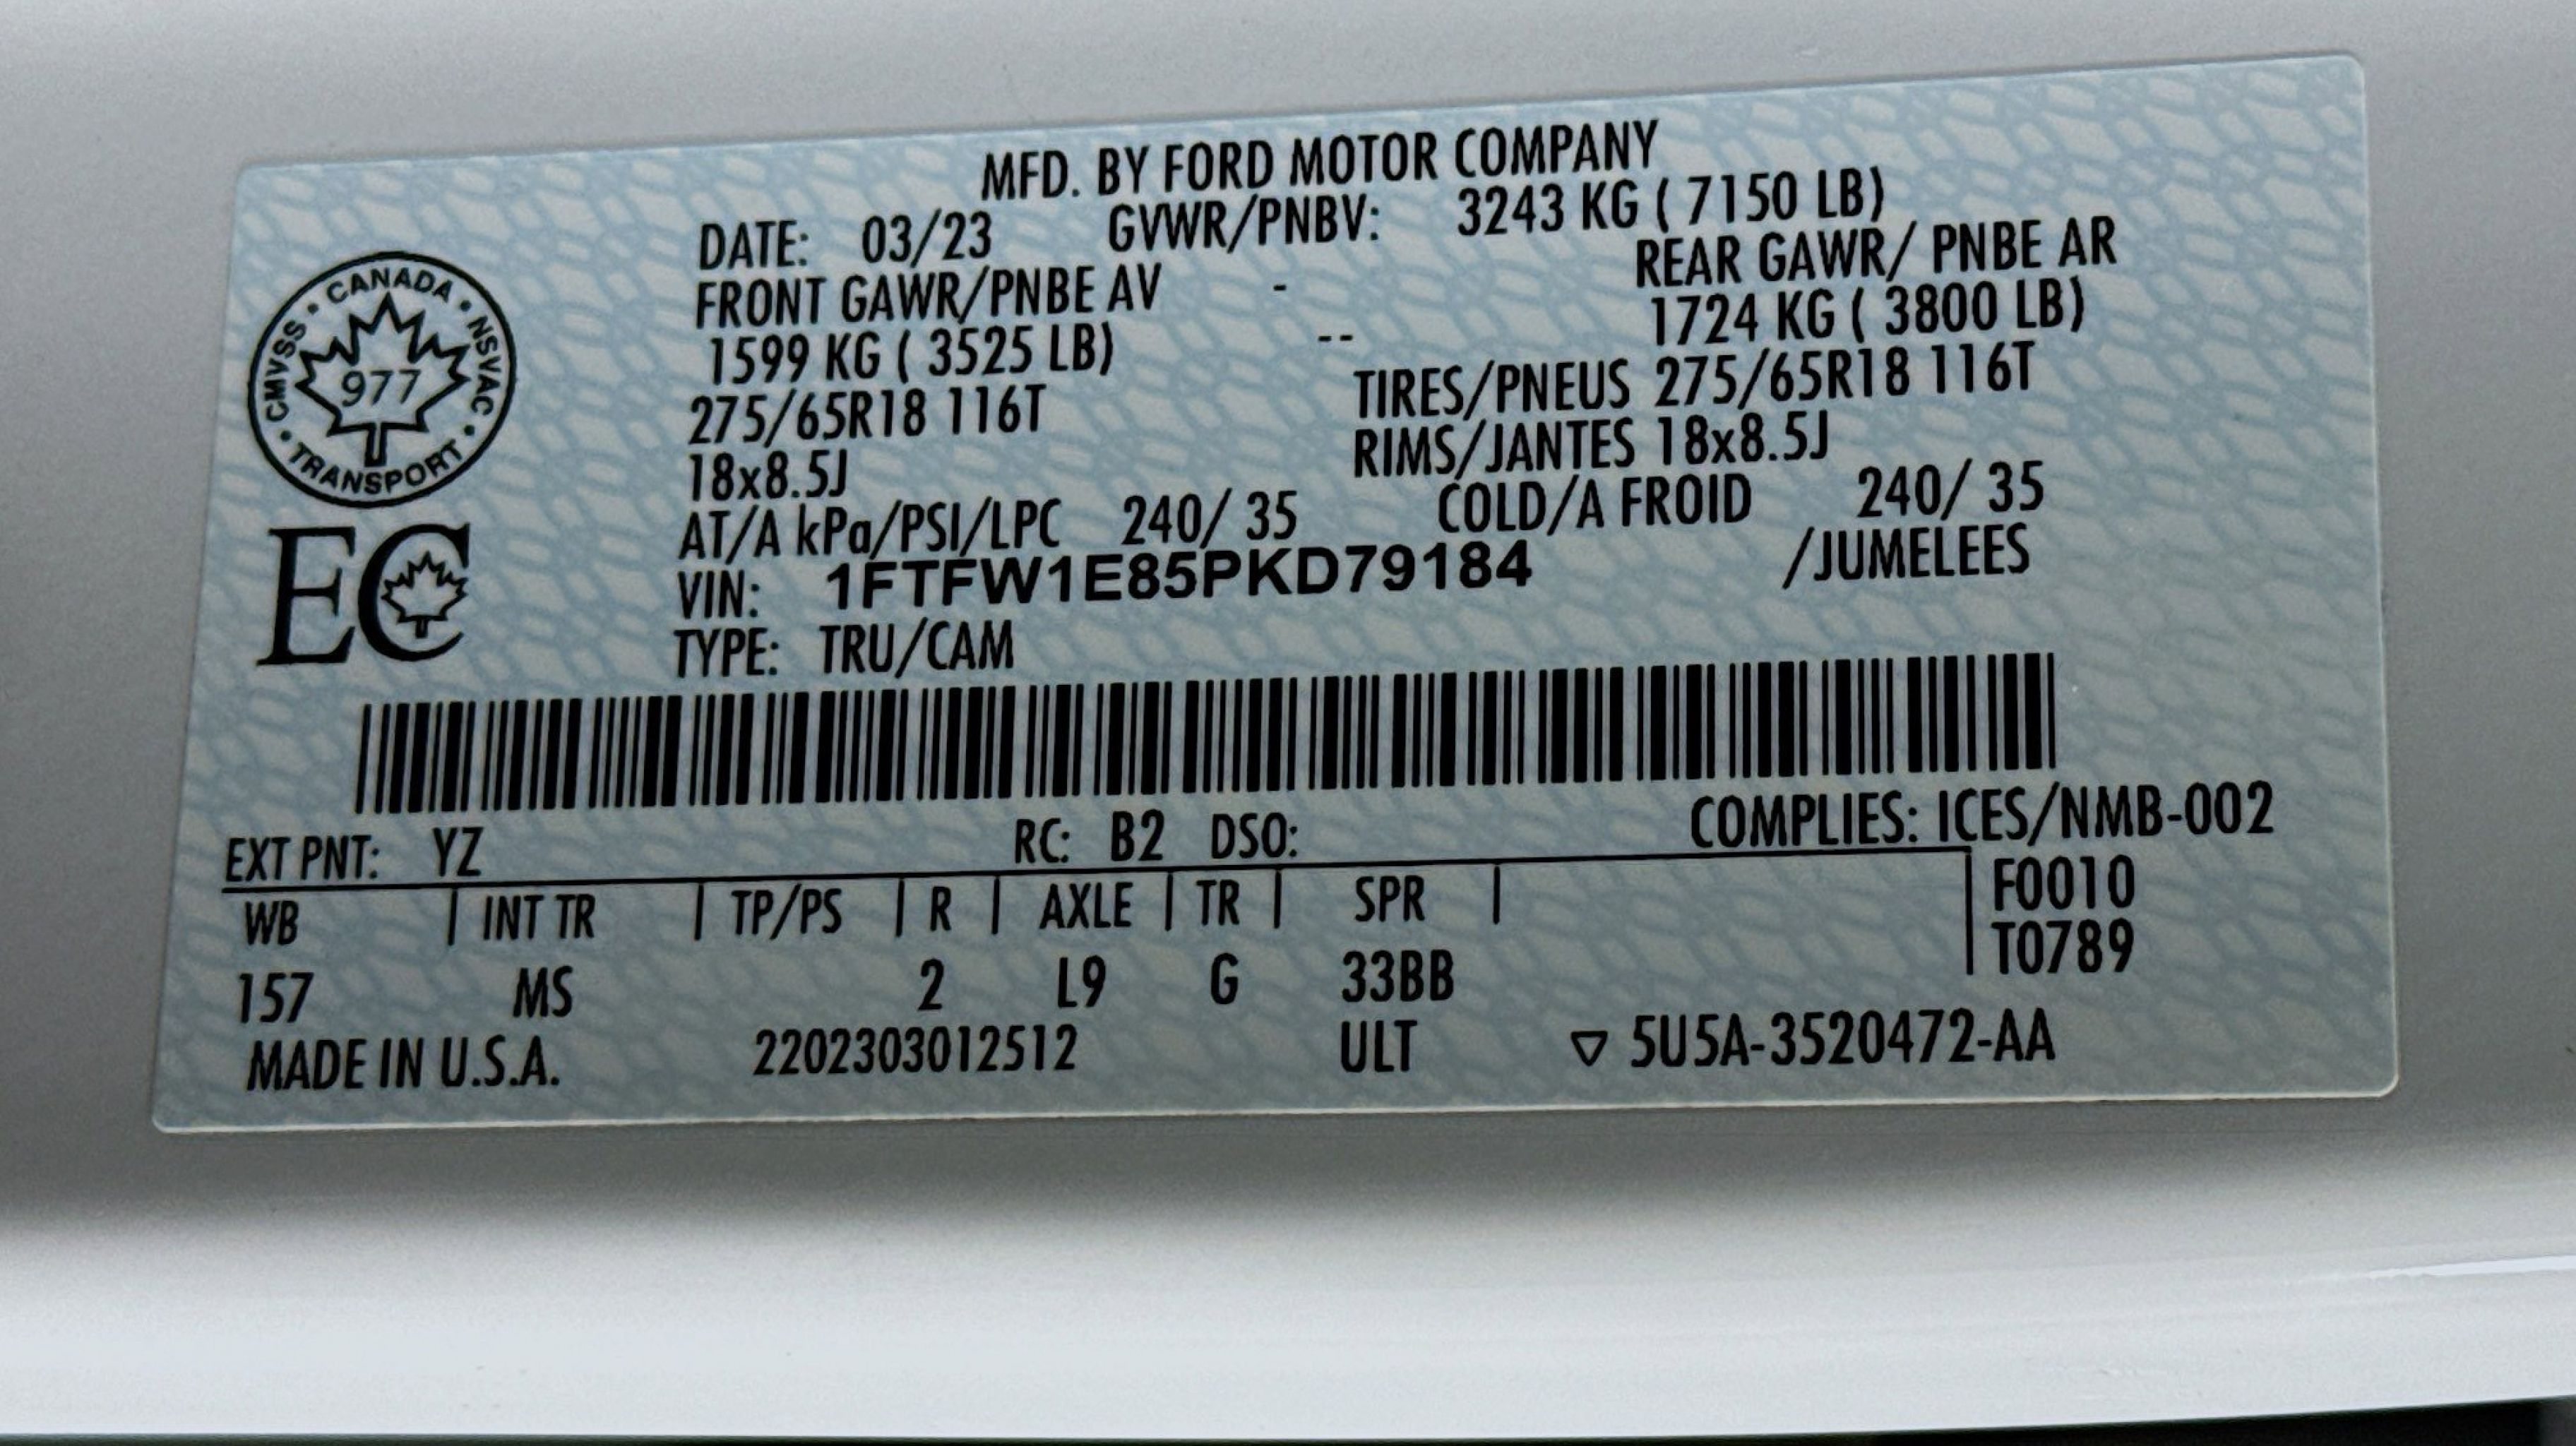 MFD. BY FORD MOTOR COMPANY
DATE: 03/23 GVWR/PNBV: 3243 KG ( 7150 LB)
FRONT GAWR/PNBE AV - REAR GAWR/ PNBE AR
1599 KG ( 3525 LB) -- 1724 KG ( 3800 LB)
275/65R18 116T TIRES/PNEUS 275/65R18 116T
18x8.5J RIMS/JANTES 18x8.5J
AT/A kPa/PSI/LPC 240/ 35 COLD/A FROID 240/ 35
VIN: 1FTFW1E85PKD79184 /JUMELEES
TYPE: TRU/CAM
CANADA • NSVAC • TRANSPORT • CMVSS •
977
EC
EXT PNT: YZ RC: B2 DSO: COMPLIES: ICES/NMB-002
WB | INT TR | TP/PS | R | AXLE | TR | SPR | F0010
T0789
157 MS 2 L9 G 33BB
MADE IN U.S.A. 2202303012512 ULT ▽ 5U5A-3520472-AA